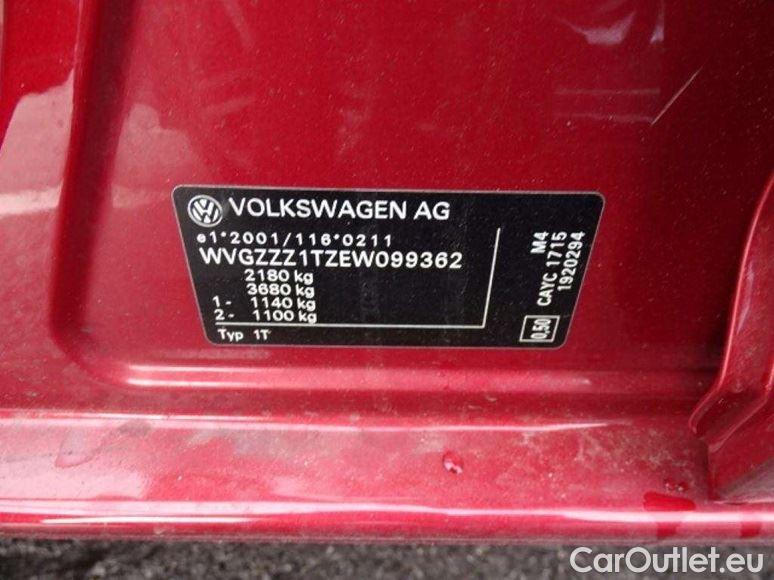 VOLKSWAGEN AG
e1*2001/116*0211
WVGZZZ1TZEW099362
2180 kg
3680 kg
1- 1140 kg
2- 1100 kg
Typ 1T
M4
CAYC 1715
1920294
0,50
CarOutlet.eu